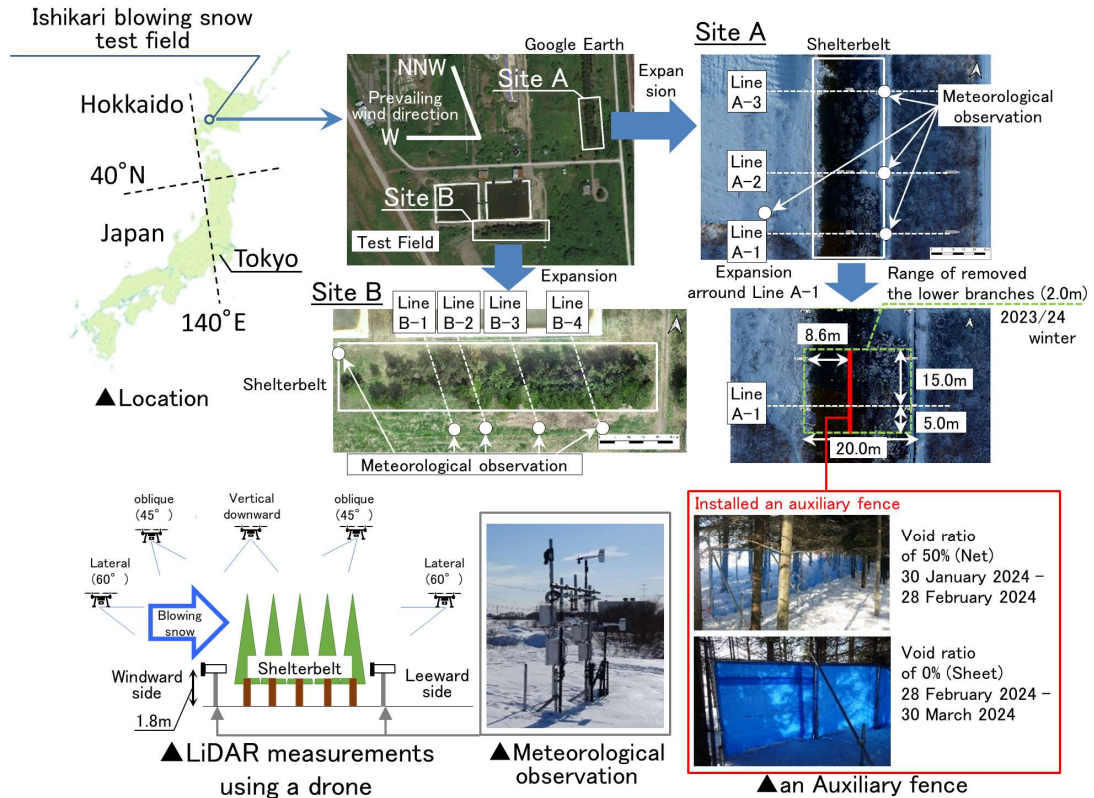 Ishikari blowing snow
test field
Hokkaido
40°N
Japan
Tokyo
140°E
▲Location
Google Earth
NNW
Prevailing
wind direction
W
Site A
Site B
Test Field
Expan
sion
Expansion
Site A
Shelterbelt
Line
A-3
Line
A-2
Line
A-1
Meteorological
observation
Expansion
arround Line A-1
Range of removed
the lower branches (2.0m)
2023/24
winter
8.6m
15.0m
5.0m
20.0m
Line
A-1
Site B
Line
B-1
Line
B-2
Line
B-3
Line
B-4
Shelterbelt
Meteorological observation
oblique
(45°)
Vertical
downward
oblique
(45°)
Lateral
(60°)
Lateral
(60°)
Blowing
snow
Shelterbelt
Windward
side
Leeward
side
1.8m
▲LiDAR measurements
using a drone
▲Meteorological
observation
Installed an auxiliary fence
Void ratio
of 50% (Net)
30 January 2024 –
28 February 2024
Void ratio
of 0% (Sheet)
28 February 2024 –
30 March 2024
▲an Auxiliary fence